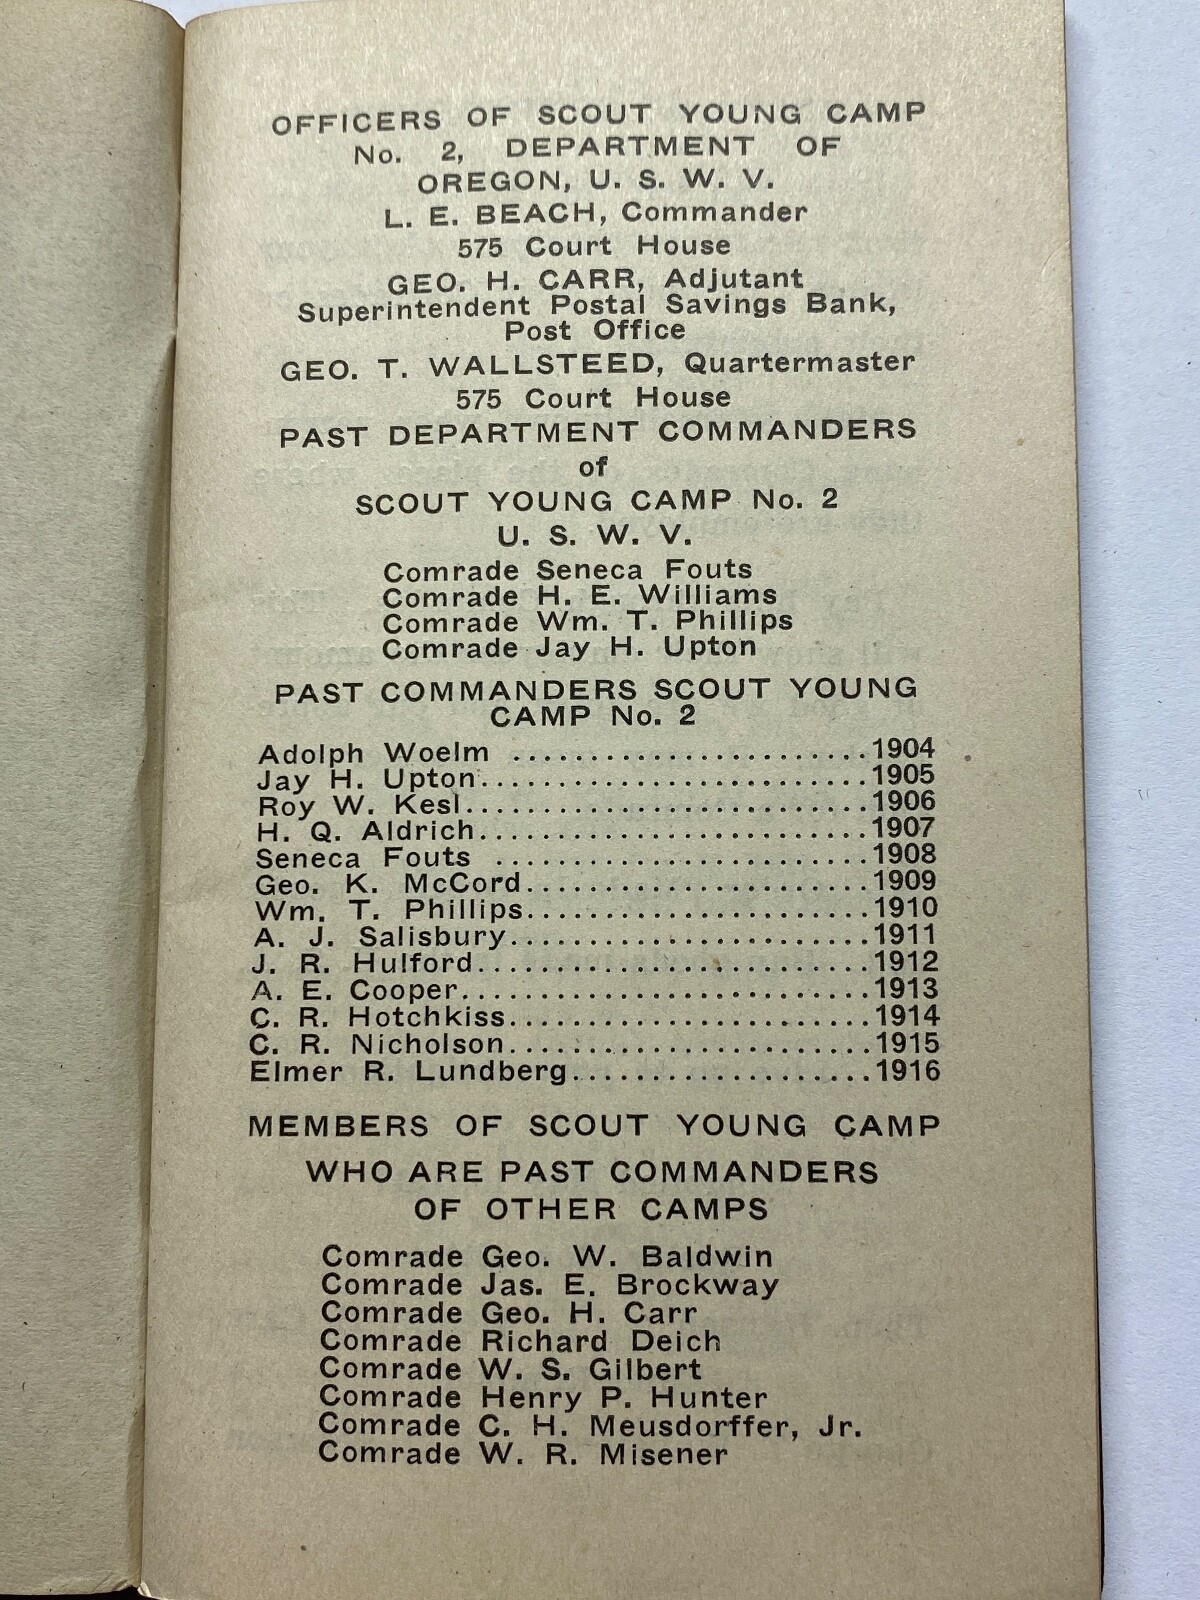 OFFICERS OF SCOUT YOUNG CAMP
No. 2, DEPARTMENT OF
OREGON, U. S. W. V.
L. E. BEACH, Commander
575 Court House
GEO. H. CARR, Adjutant
Superintendent Postal Savings Bank,
Post Office
GEO. T. WALLSTEED, Quartermaster
575 Court House
PAST DEPARTMENT COMMANDERS
of
SCOUT YOUNG CAMP No. 2
U. S. W. V.
Comrade Seneca Fouts
Comrade H. E. Williams
Comrade Wm. T. Phillips
Comrade Jay H. Upton
PAST COMMANDERS SCOUT YOUNG
CAMP No. 2
Adolph Woelm ........................1904
Jay H. Upton..........................1905
Roy W. Kesl...........................1906
H. Q. Aldrich..........................1907
Seneca Fouts .........................1908
Geo. K. McCord.......................1909
Wm. T. Phillips.......................1910
A. J. Salisbury........................1911
J. R. Hulford..........................1912
A. E. Cooper...........................1913
C. R. Hotchkiss........................1914
C. R. Nicholson........................1915
Elmer R. Lundberg....................1916
MEMBERS OF SCOUT YOUNG CAMP
WHO ARE PAST COMMANDERS
OF OTHER CAMPS
Comrade Geo. W. Baldwin
Comrade Jas. E. Brockway
Comrade Geo. H. Carr
Comrade Richard Deich
Comrade W. S. Gilbert
Comrade Henry P. Hunter
Comrade C. H. Meusdorffer, Jr.
Comrade W. R. Misener